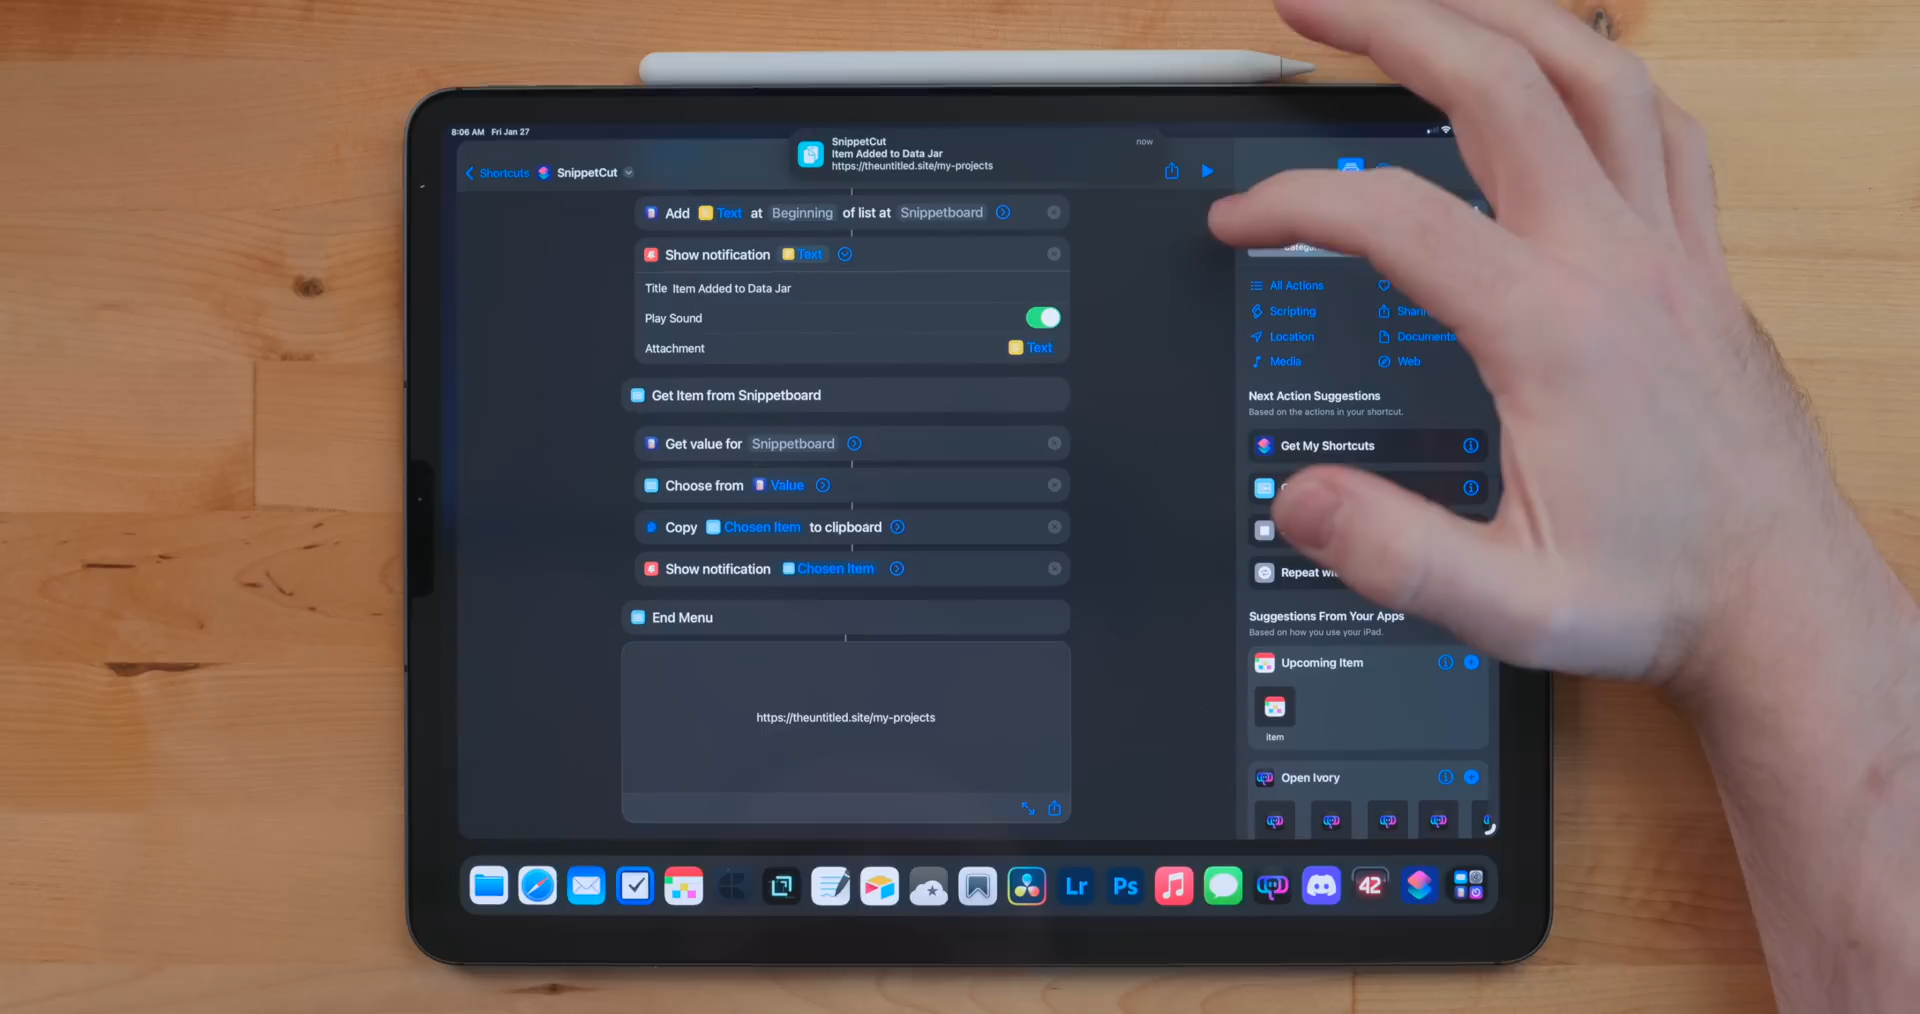 8:06 AM Fri Jan 27
SnippetCut
now
Item Added to Data Jar
https://theuntitled.site/my-projects
Shortcuts SnippetCut
Add Text at Beginning of list at Snippetboard
Show notification Text
Title Item Added to Data Jar
Play Sound
Attachment Text
Get Item from Snippetboard
Get value for Snippetboard
Choose from Value
Copy Chosen Item to clipboard
Show notification Chosen Item
End Menu
https://theuntitled.site/my-projects
All Actions
Scripting
Location
Documents
Media
Web
Next Action Suggestions
Based on the actions in your shortcut.
Get My Shortcuts
Repeat
Suggestions From Your Apps
Based on how you use your iPad.
Upcoming Item
item
Open Ivory
Lr
Ps
42